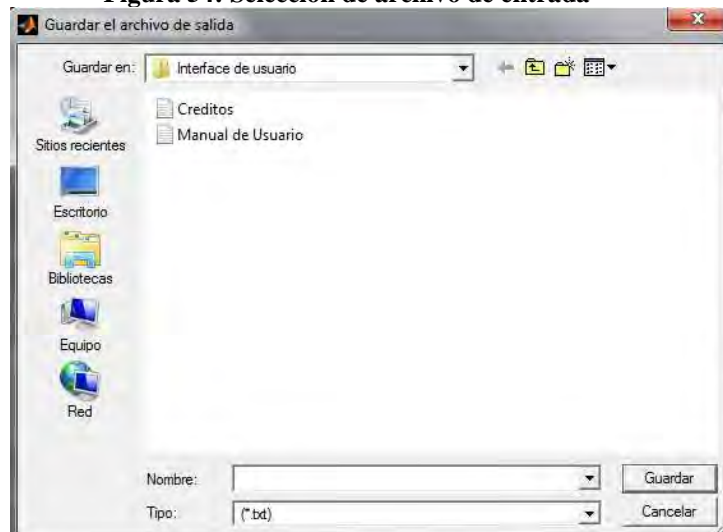 Figura 34. Selección de archivo de entrada
Guardar el archivo de salida
Guardar en: Interface de usuario
Creditos
Manual de Usuario
Sitios recientes
Escritorio
Bibliotecas
Equipo
Red
Nombre:
Guardar
Tipo: (*.txt)
Cancelar